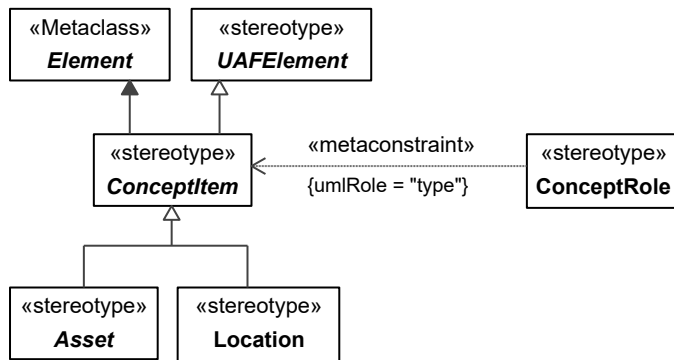 «Metaclass»
Element
«stereotype»
UAFElement
«stereotype»
ConceptItem
«metaconstraint»
{umlRole = "type"}
«stereotype»
ConceptRole
«stereotype»
Asset
«stereotype»
Location